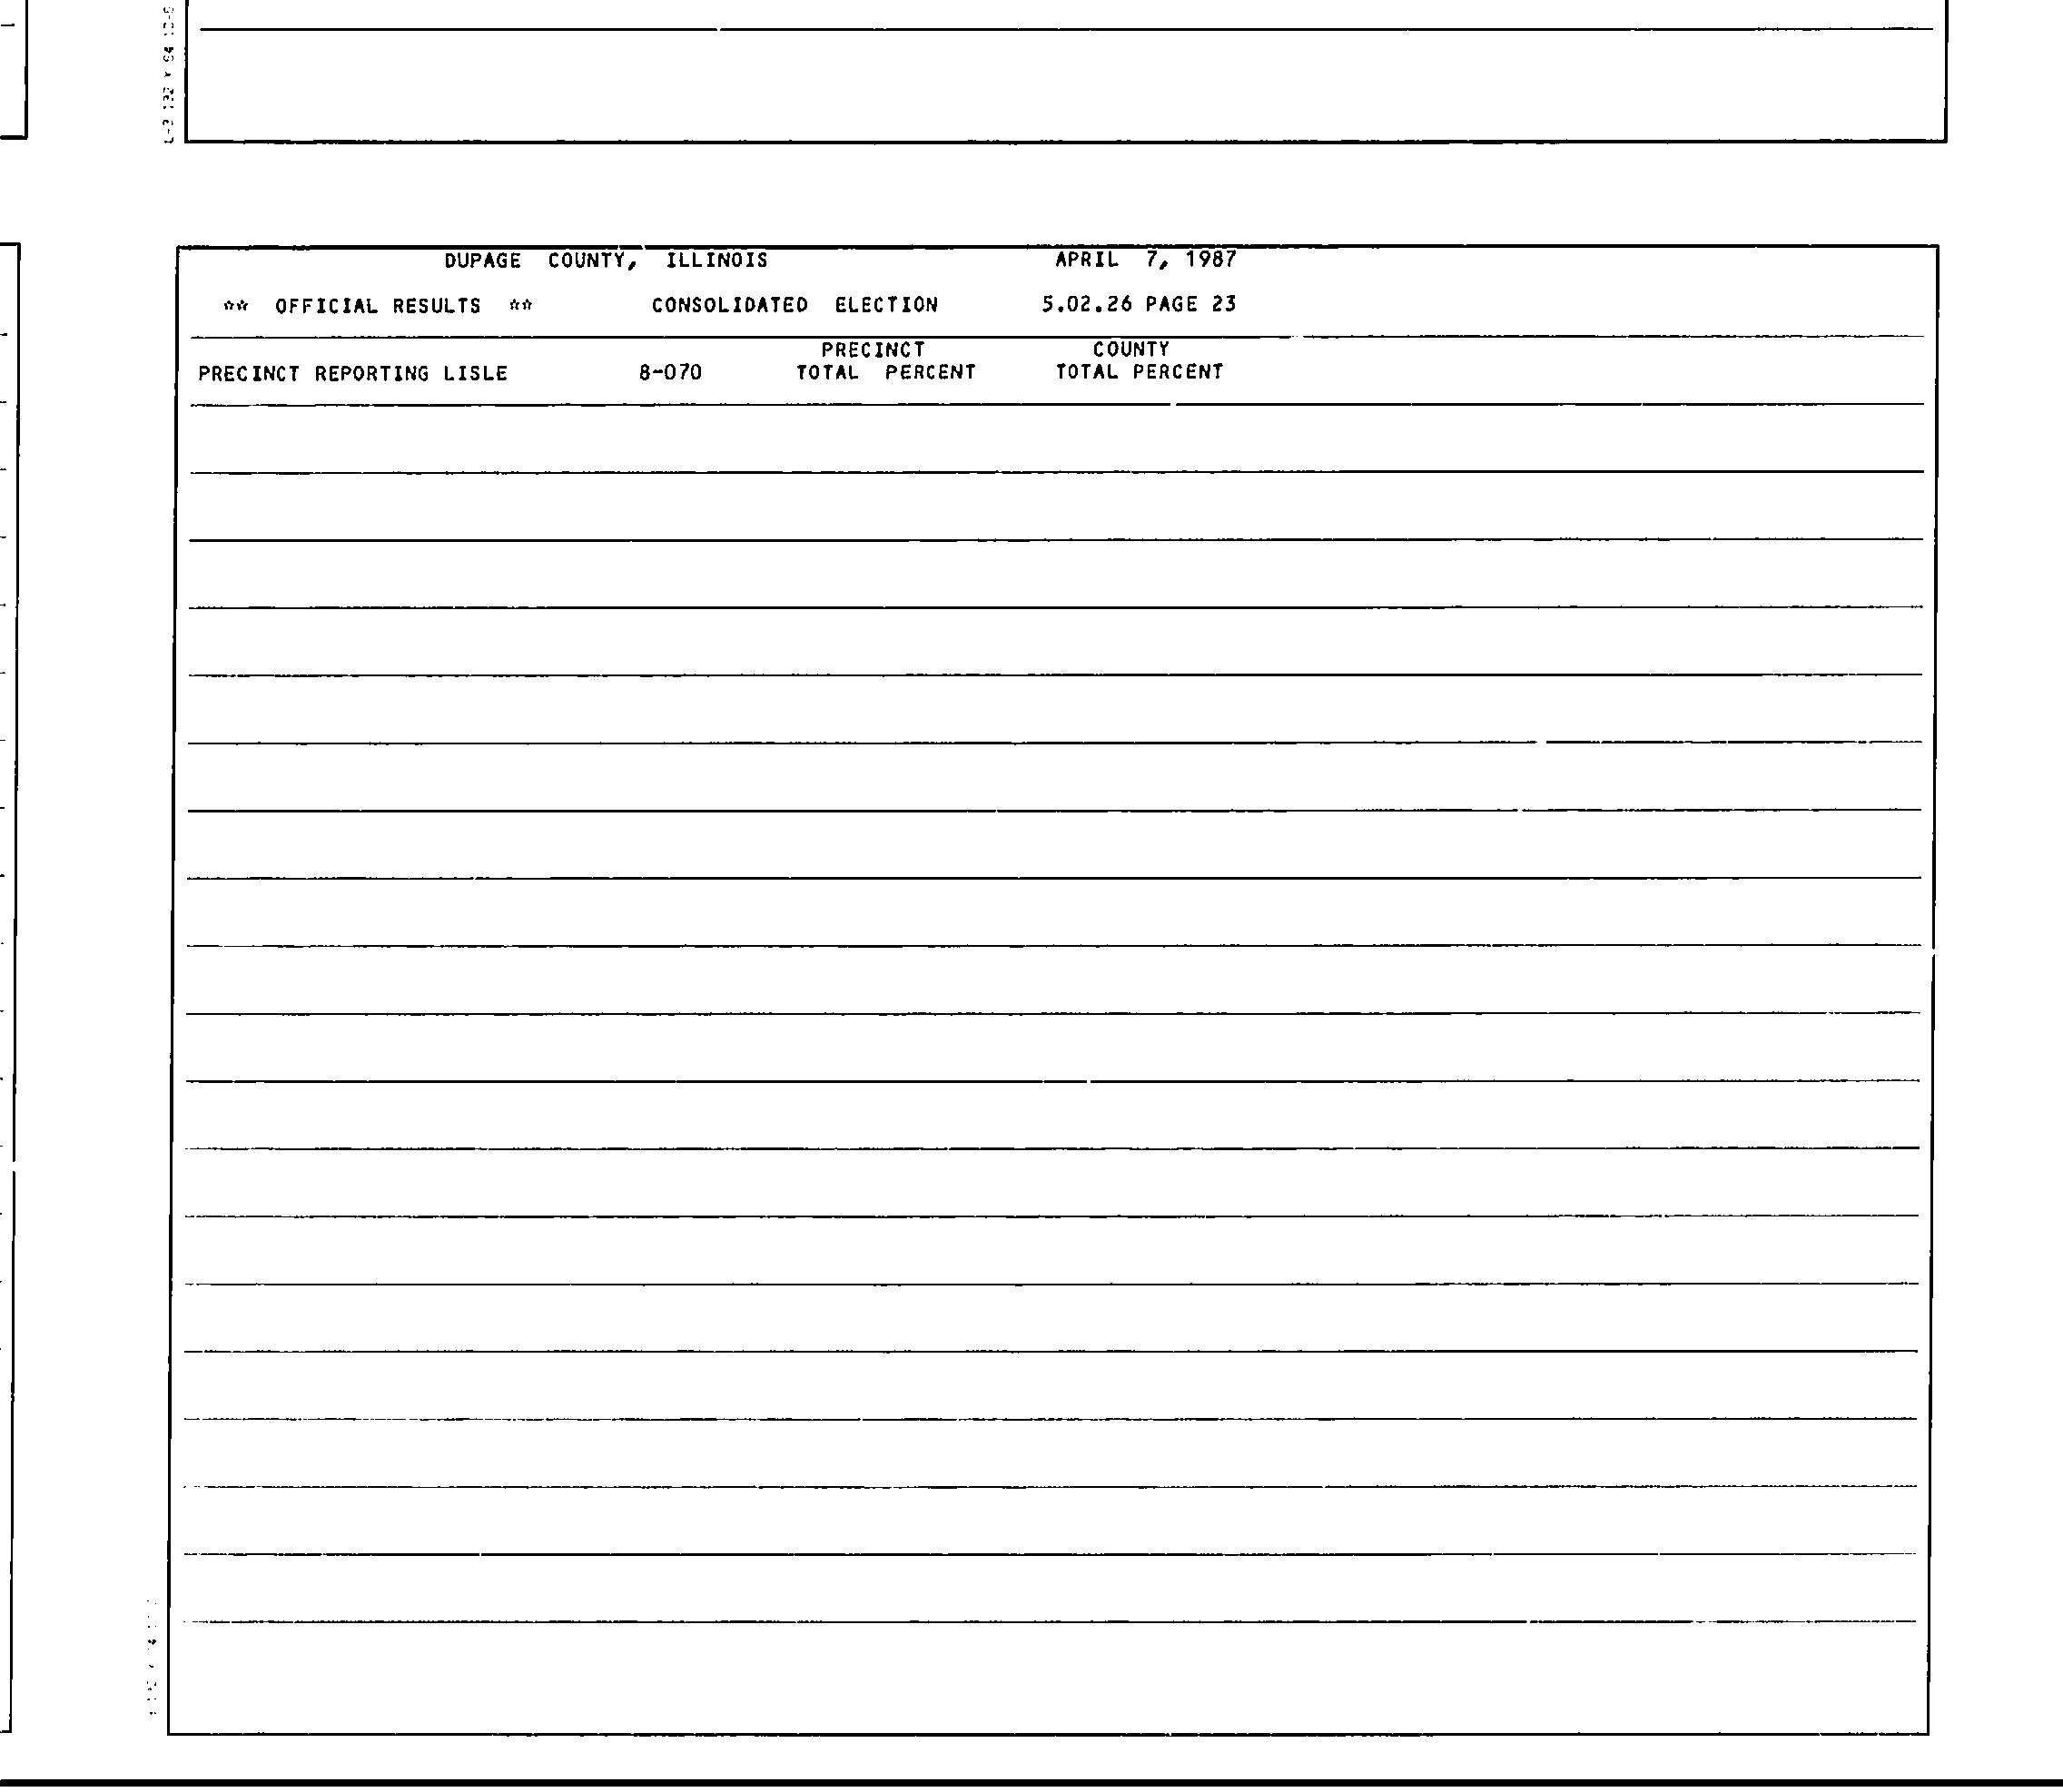 DUPAGE COUNTY, ILLINOIS APRIL 7, 1987
** OFFICIAL RESULTS ** CONSOLIDATED ELECTION 5.02.26 PAGE 23
PRECINCT COUNTY
PRECINCT REPORTING LISLE 8-070 TOTAL PERCENT TOTAL PERCENT